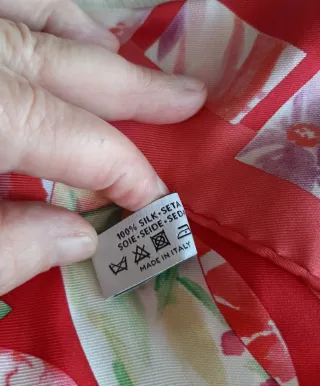 100% SILK-SETA
SOIE-SEIDE-SEDA
MADE IN ITALY